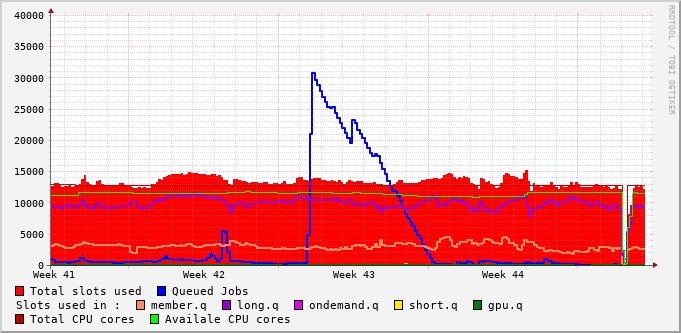 40000
35000
30000
25000
20000
15000
10000
5000
0
Week 41 Week 42 Week 43 Week 44
Total slots used Queued Jobs
Slots used in : member.q long.q ondemand.q short.q gpu.q
Total CPU cores Availale CPU cores
RRDTOOL / TOBI OETIKER